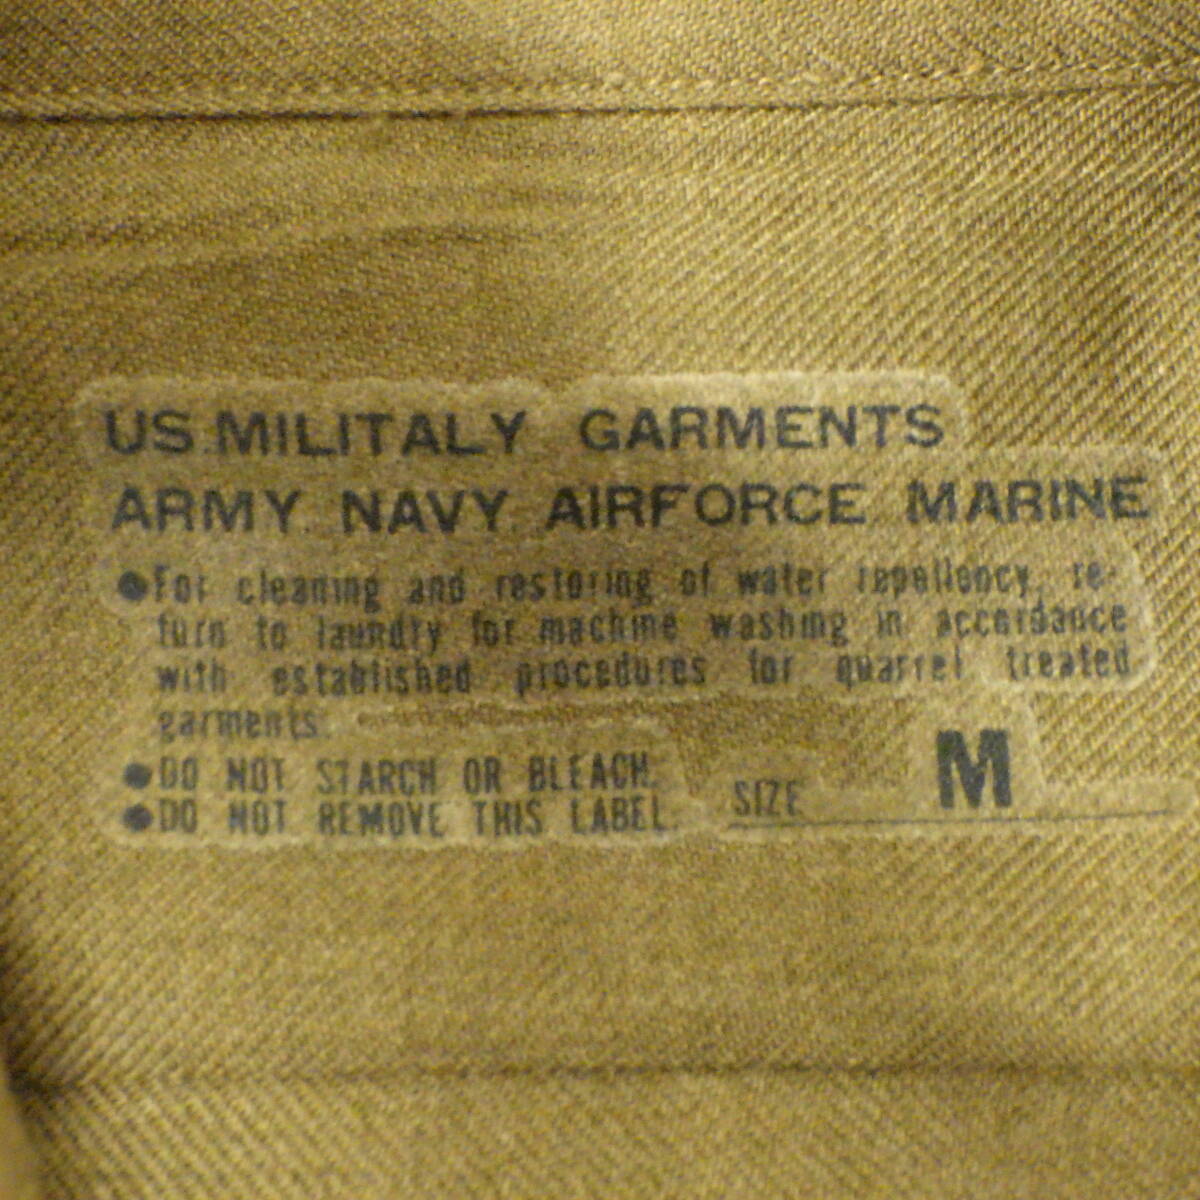 US.MILITALY GARMENTS
ARMY. NAVY. AIRFORCE MARINE
●For cleaning and restoring of water repellency, re-
turn to laundry for machine washing in accordance
with established procedures for quarrel treated
garments.
●DO NOT STARCH OR BLEACH.
●DO NOT REMOVE THIS LABEL.
SIZE M